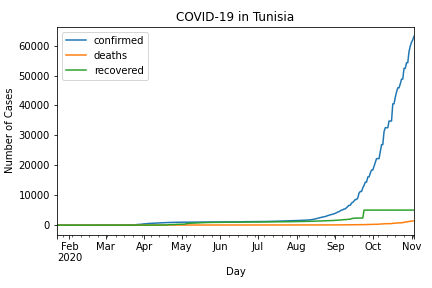 COVID-19 in Tunisia
confirmed
deaths
recovered
Number of Cases
60000
50000
40000
30000
20000
10000
0
Feb Mar Apr May Jun Jul Aug Sep Oct Nov
2020
Day